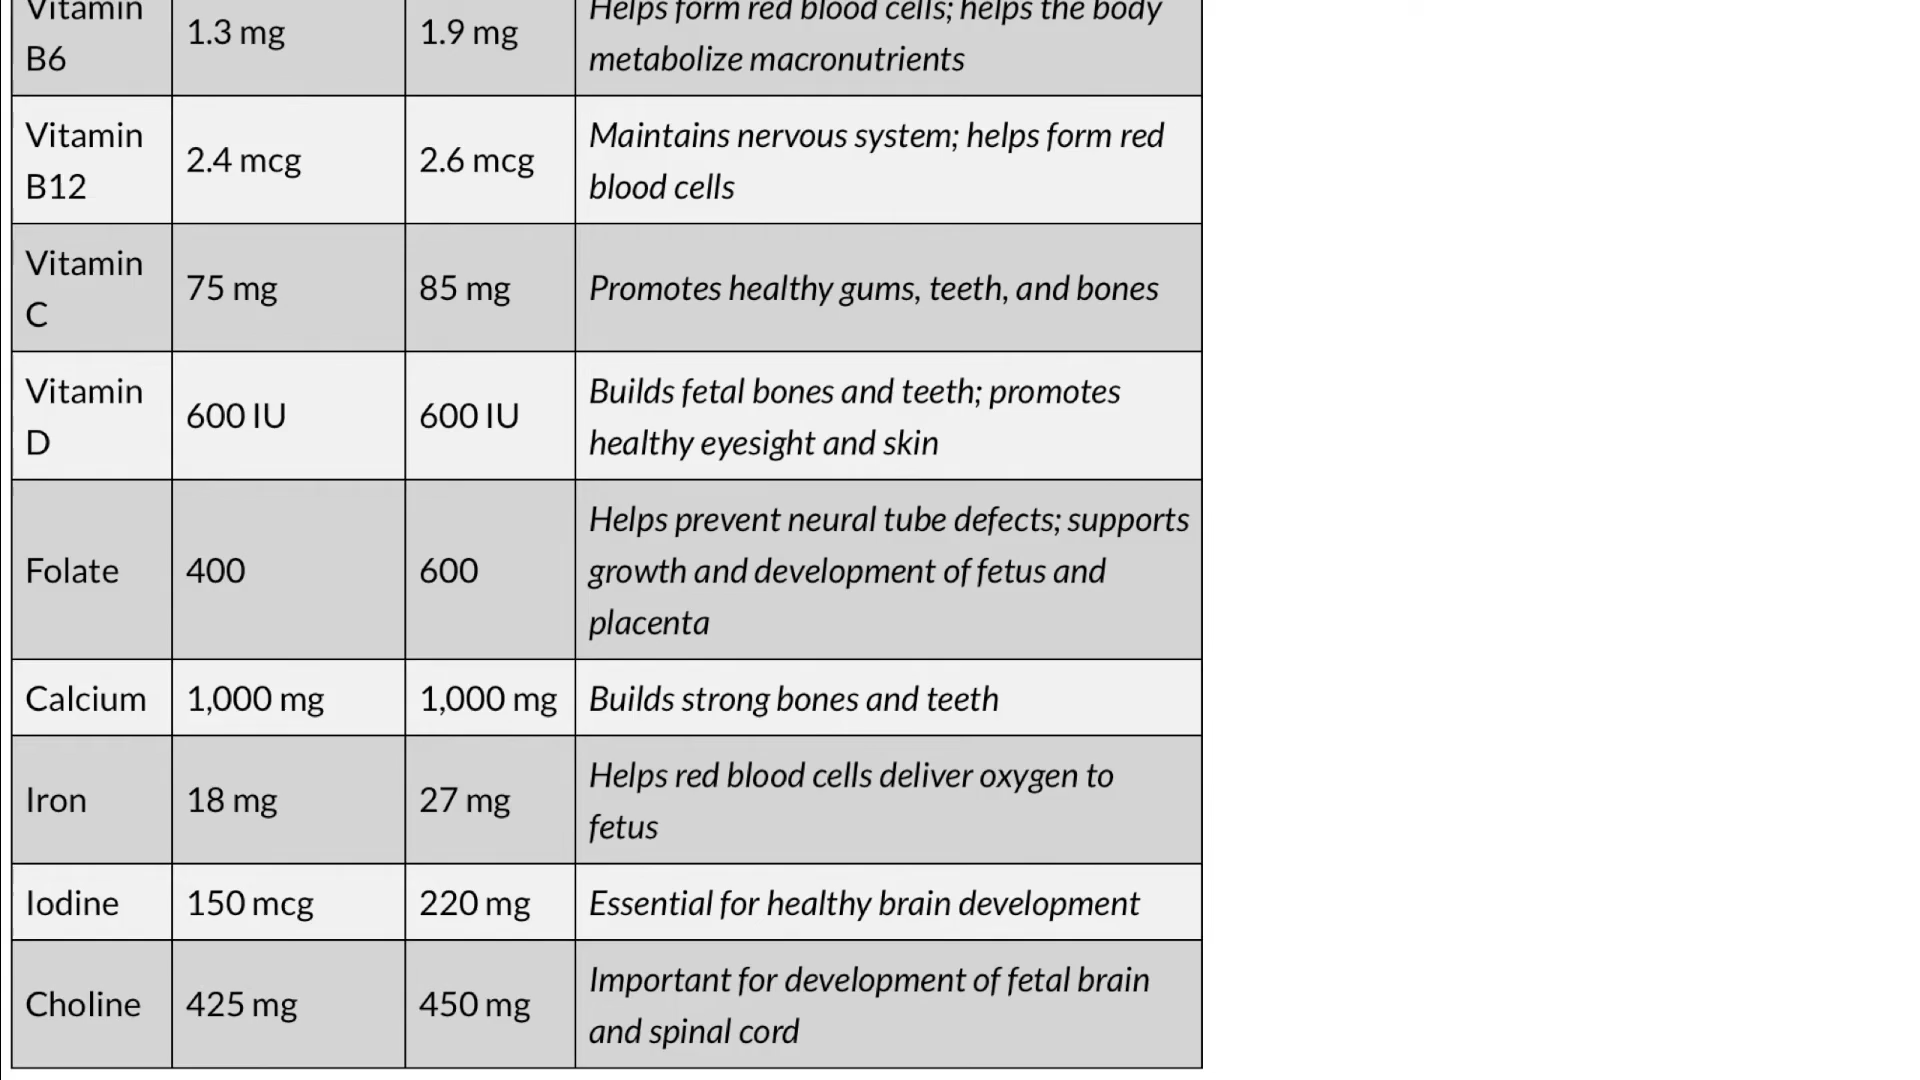 Vitamin
B6
1.3 mg
1.9 mg
Helps form red blood cells; helps the body
metabolize macronutrients
Vitamin
B12
2.4 mcg
2.6 mcg
Maintains nervous system; helps form red
blood cells
Vitamin
C
75 mg
85 mg
Promotes healthy gums, teeth, and bones
Vitamin
D
600 IU
600 IU
Builds fetal bones and teeth; promotes
healthy eyesight and skin
Folate
400
600
Helps prevent neural tube defects; supports
growth and development of fetus and
placenta
Calcium
1,000 mg
1,000 mg
Builds strong bones and teeth
Iron
18 mg
27 mg
Helps red blood cells deliver oxygen to
fetus
Iodine
150 mcg
220 mg
Essential for healthy brain development
Choline
425 mg
450 mg
Important for development of fetal brain
and spinal cord